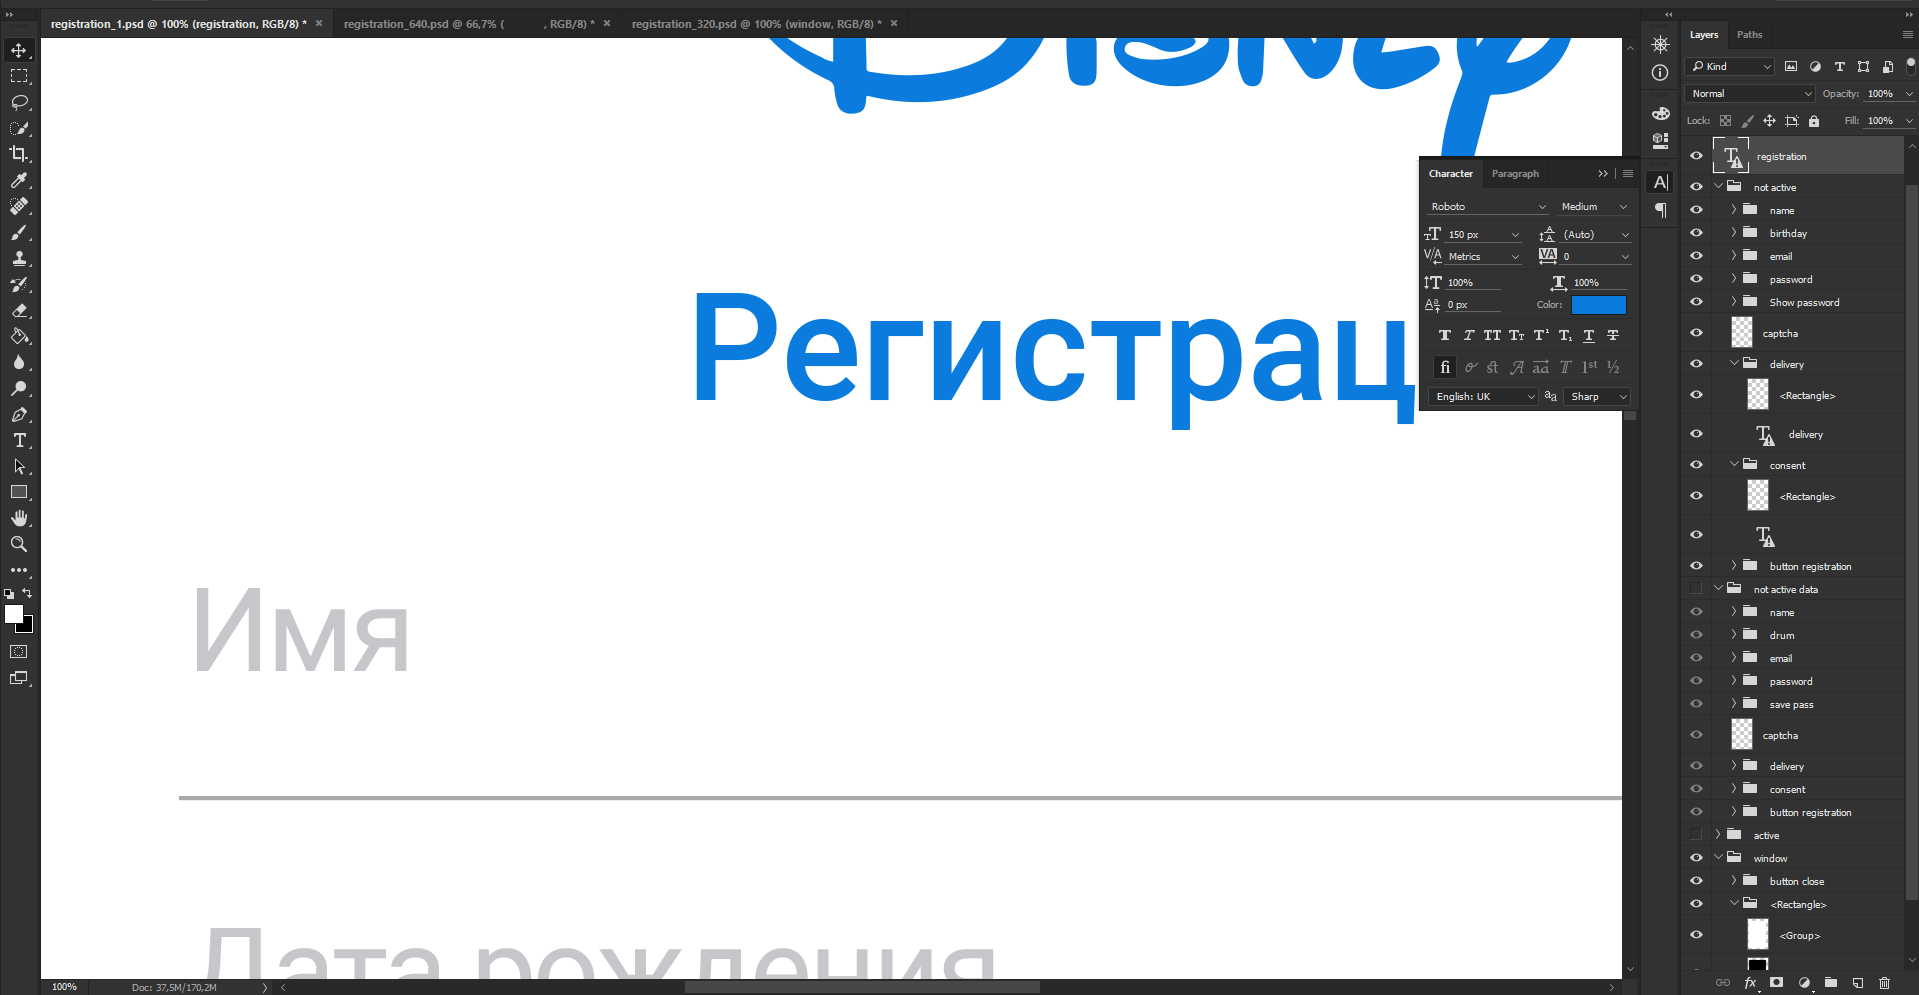 registration_1.psd @ 100% (registration, RGB/8) *
registration_640.psd @ 66,7% ( , RGB/8) *
registration_320.psd @ 100% (window, RGB/8) *
Disney
Регистрац
Имя
Дата рождения
Character
Paragraph
Roboto
Medium
150 px
(Auto)
Metrics
0
100%
100%
0 px
Color:
English: UK
Sharp
Layers
Paths
Kind
Normal
Opacity: 100%
Lock:
Fill: 100%
registration
not active
name
birthday
email
password
Show password
captcha
delivery
<Rectangle>
delivery
consent
<Rectangle>
button registration
not active data
name
drum
email
password
save pass
captcha
delivery
consent
button registration
active
window
button close
<Rectangle>
<Group>
100%
Doc: 37,5M/170,2M